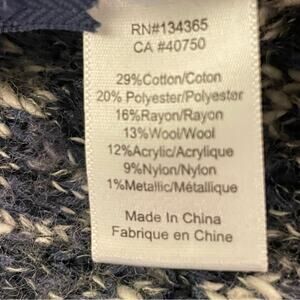 RN#134365
CA #40750
29%Cotton/Coton
20% Polyester/Polyester
16%Rayon/Rayon
13%Wool/Wool
12%Acrylic/Acrylique
9%Nylon/Nylon
1%Metallic/Métallique
Made In China
Fabrique en Chine